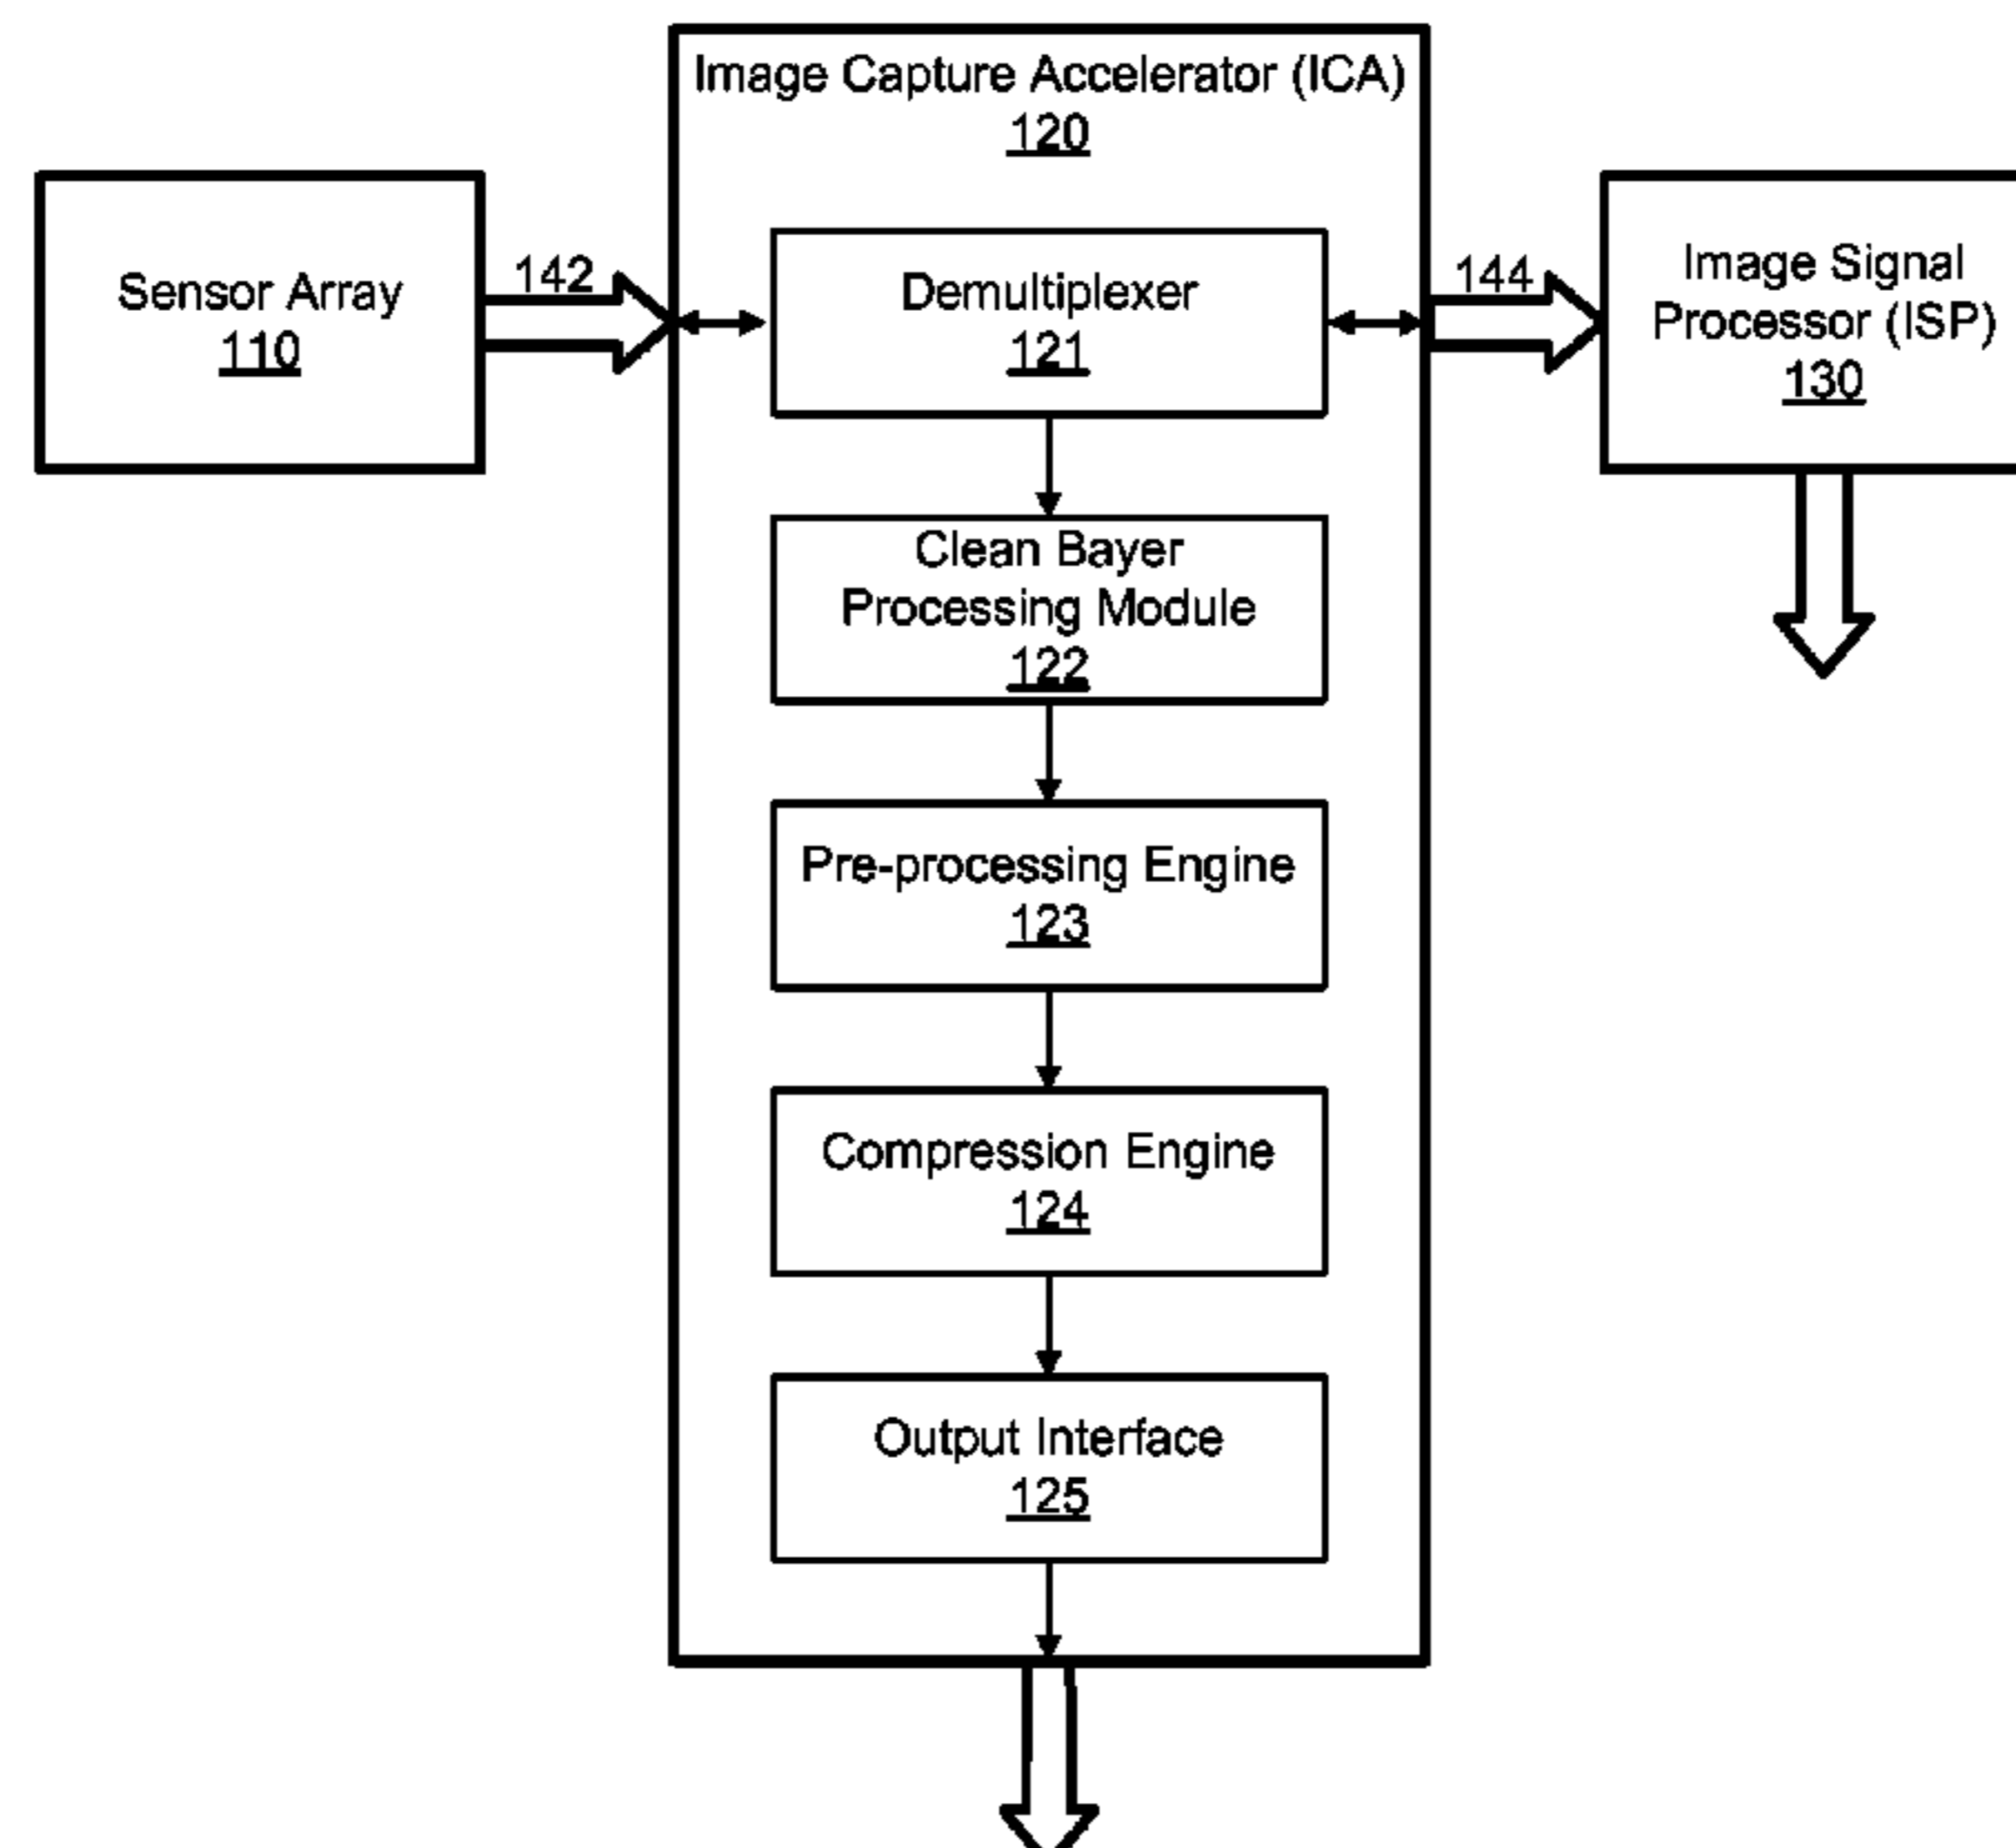 Image Capture Accelerator (ICA)
120
Sensor Array
110
142
Demultiplexer
121
144
Image Signal
Processor (ISP)
130
Clean Bayer
Processing Module
122
Pre-processing Engine
123
Compression Engine
124
Output Interface
125